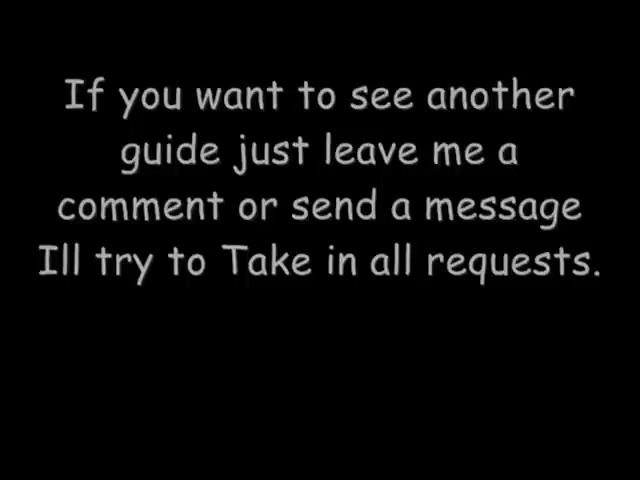 If you want to see another
guide just leave me a
comment or send a message
Ill try to Take in all requests.